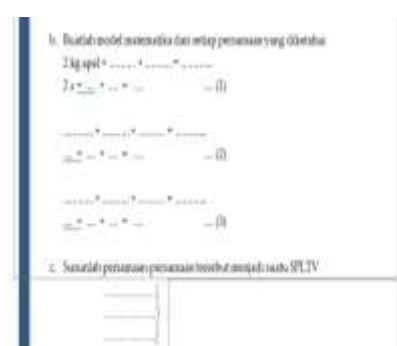 b. Buatlah model matematika dari setiap persamaan yang diketahui
2 kg apel + ........ + ........ = ........
2 x + ... + ... = ... ... (1)
........ + ........ + ........ = ........
... + ... + ... = ... ... (2)
........ + ........ + ........ = ........
... + ... + ... = ... ... (3)
c. Susunlah persamaan-persamaan tersebut menjadi suatu SPLTV